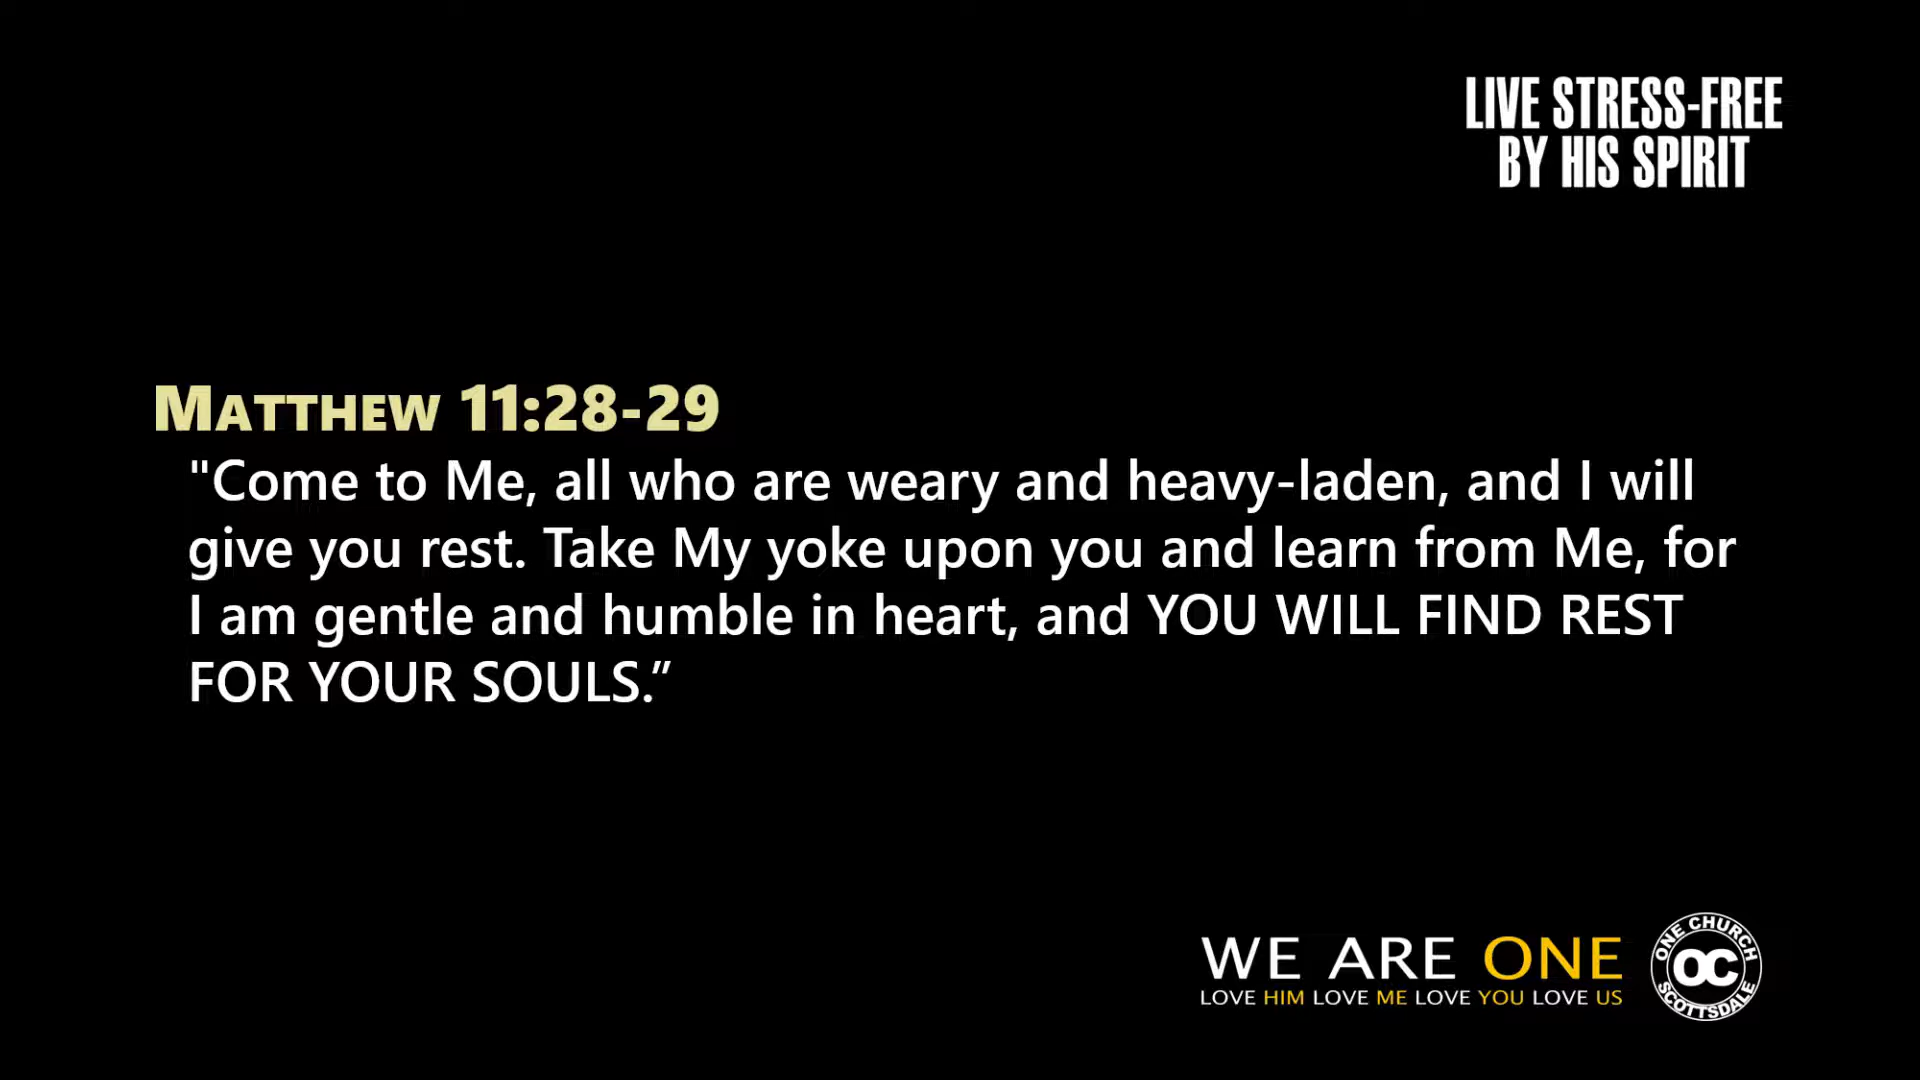 LIVE STRESS-FREE
BY HIS SPIRIT
MATTHEW 11:28-29
"Come to Me, all who are weary and heavy-laden, and I will
give you rest. Take My yoke upon you and learn from Me, for
I am gentle and humble in heart, and YOU WILL FIND REST
FOR YOUR SOULS.”
WE ARE ONE
LOVE HIM LOVE ME LOVE YOU LOVE US
ONE CHURCH
OC
SCOTTSDALE